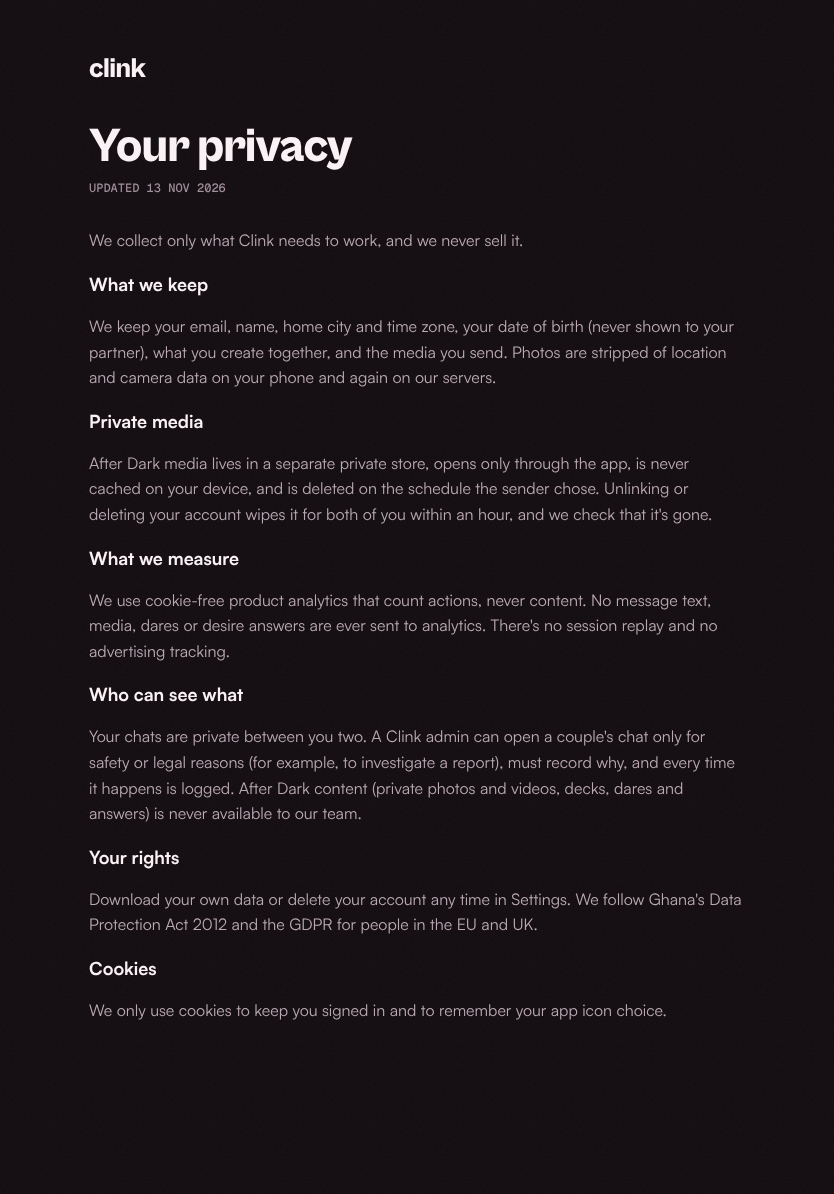 clink
Your privacy
UPDATED 13 NOV 2026
We collect only what Clink needs to work, and we never sell it.
What we keep
We keep your email, name, home city and time zone, your date of birth (never shown to your
partner), what you create together, and the media you send. Photos are stripped of location
and camera data on your phone and again on our servers.
Private media
After Dark media lives in a separate private store, opens only through the app, is never
cached on your device, and is deleted on the schedule the sender chose. Unlinking or
deleting your account wipes it for both of you within an hour, and we check that it's gone.
What we measure
We use cookie-free product analytics that count actions, never content. No message text,
media, dares or desire answers are ever sent to analytics. There's no session replay and no
advertising tracking.
Who can see what
Your chats are private between you two. A Clink admin can open a couple's chat only for
safety or legal reasons (for example, to investigate a report), must record why, and every time
it happens is logged. After Dark content (private photos and videos, decks, dares and
answers) is never available to our team.
Your rights
Download your own data or delete your account any time in Settings. We follow Ghana's Data
Protection Act 2012 and the GDPR for people in the EU and UK.
Cookies
We only use cookies to keep you signed in and to remember your app icon choice.